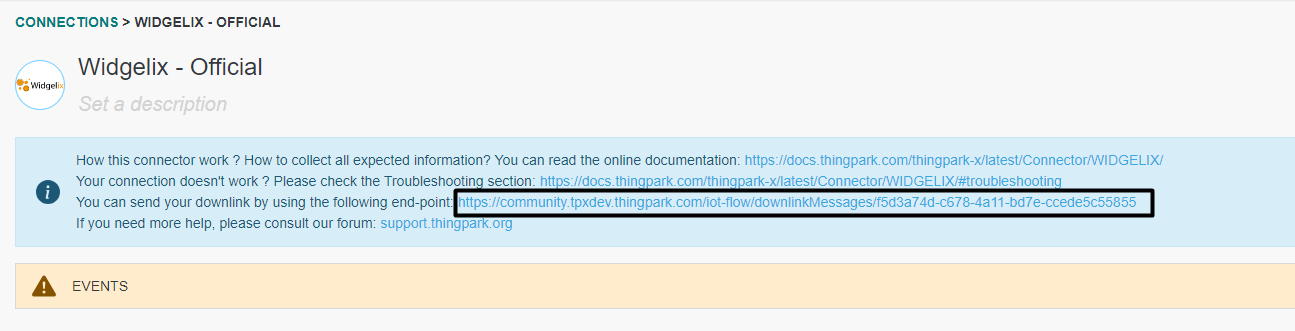 CONNECTIONS > WIDGELIX - OFFICIAL
Widgelix
Widgelix - Official
Set a description
How this connector work ? How to collect all expected information? You can read the online documentation: https://docs.thingpark.com/thingpark-x/latest/Connector/WIDGELIX/
Your connection doesn't work ? Please check the Troubleshooting section: https://docs.thingpark.com/thingpark-x/latest/Connector/WIDGELIX/#troubleshooting
You can send your downlink by using the following end-point: https://community.tpxdev.thingpark.com/iot-flow/downlinkMessages/f5d3a74d-c678-4a11-bd7e-ccede5c55855
If you need more help, please consult our forum: support.thingpark.org
EVENTS